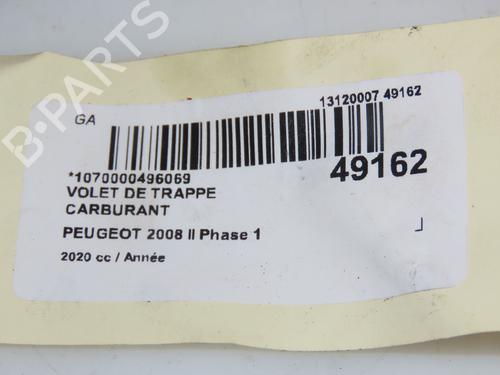 B-PARTS
GA
13120007 49162
*1070000496069
49162
VOLET DE TRAPPE
CARBURANT
PEUGEOT 2008 II Phase 1
2020 cc / Année